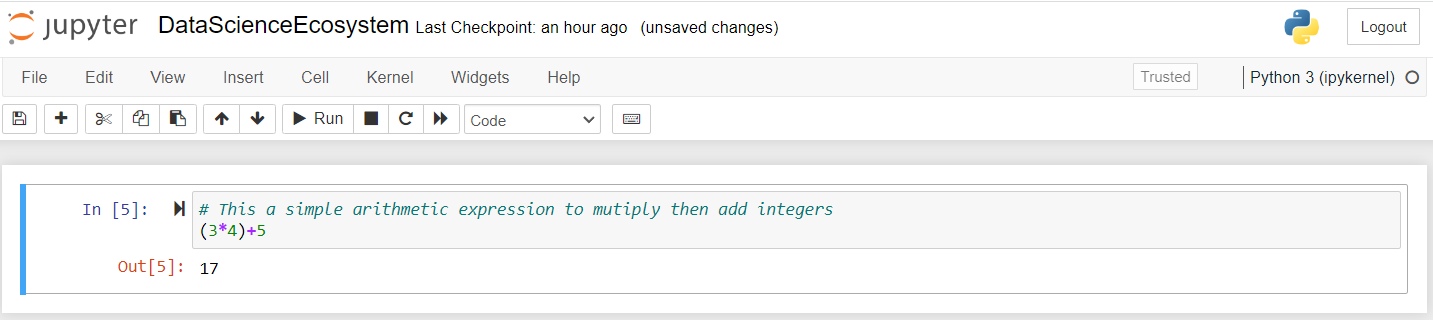 jupyter DataScienceEcosystem Last Checkpoint: an hour ago (unsaved changes) Logout
File Edit View Insert Cell Kernel Widgets Help Trusted Python 3 (ipykernel)
Run Code
In [5]: # This a simple arithmetic expression to mutiply then add integers
(3*4)+5
Out[5]: 17